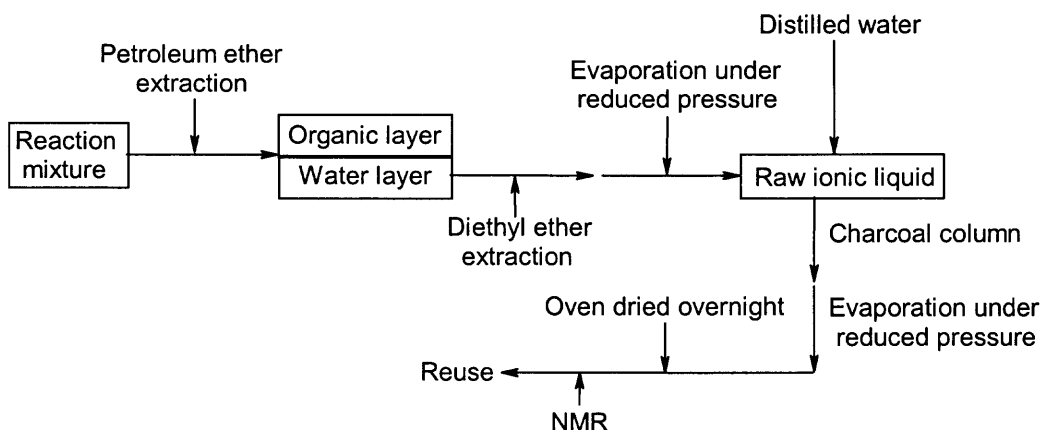 Distilled water
Petroleum ether
extraction
Evaporation under
reduced pressure
Reaction
mixture
Organic layer
Water layer
Raw ionic liquid
Diethyl ether
extraction
Charcoal column
Oven dried overnight
Evaporation under
reduced pressure
Reuse
NMR